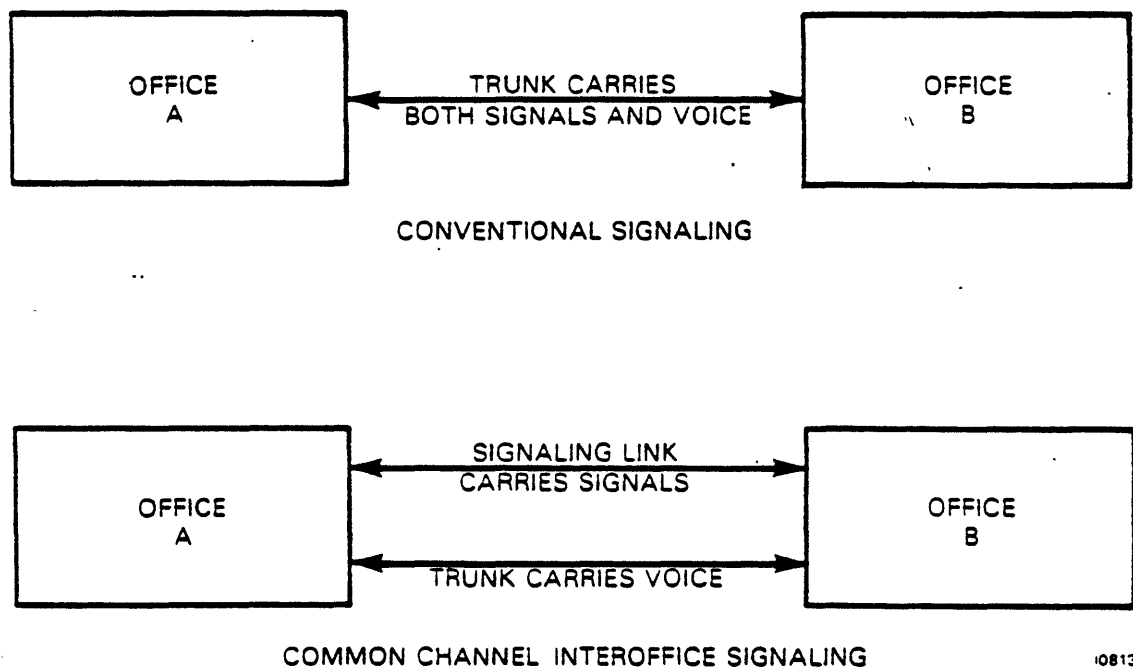 OFFICE
A
TRUNK CARRIES
BOTH SIGNALS AND VOICE
OFFICE
B
CONVENTIONAL SIGNALING
OFFICE
A
SIGNALING LINK
CARRIES SIGNALS
TRUNK CARRIES VOICE
OFFICE
B
COMMON CHANNEL INTEROFFICE SIGNALING